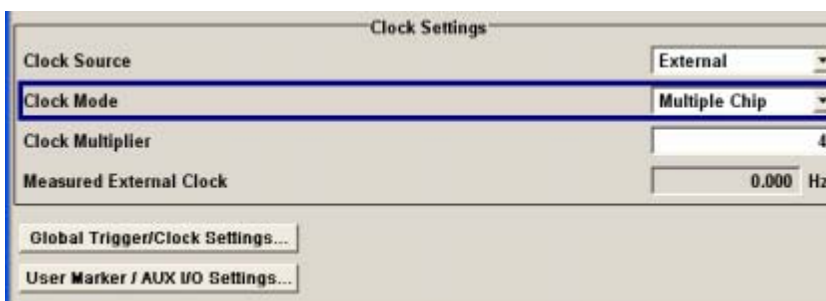 Clock Settings
Clock Source External
Clock Mode Multiple Chip
Clock Multiplier 4
Measured External Clock 0.000 Hz
Global Trigger/Clock Settings...
User Marker / AUX I/O Settings...